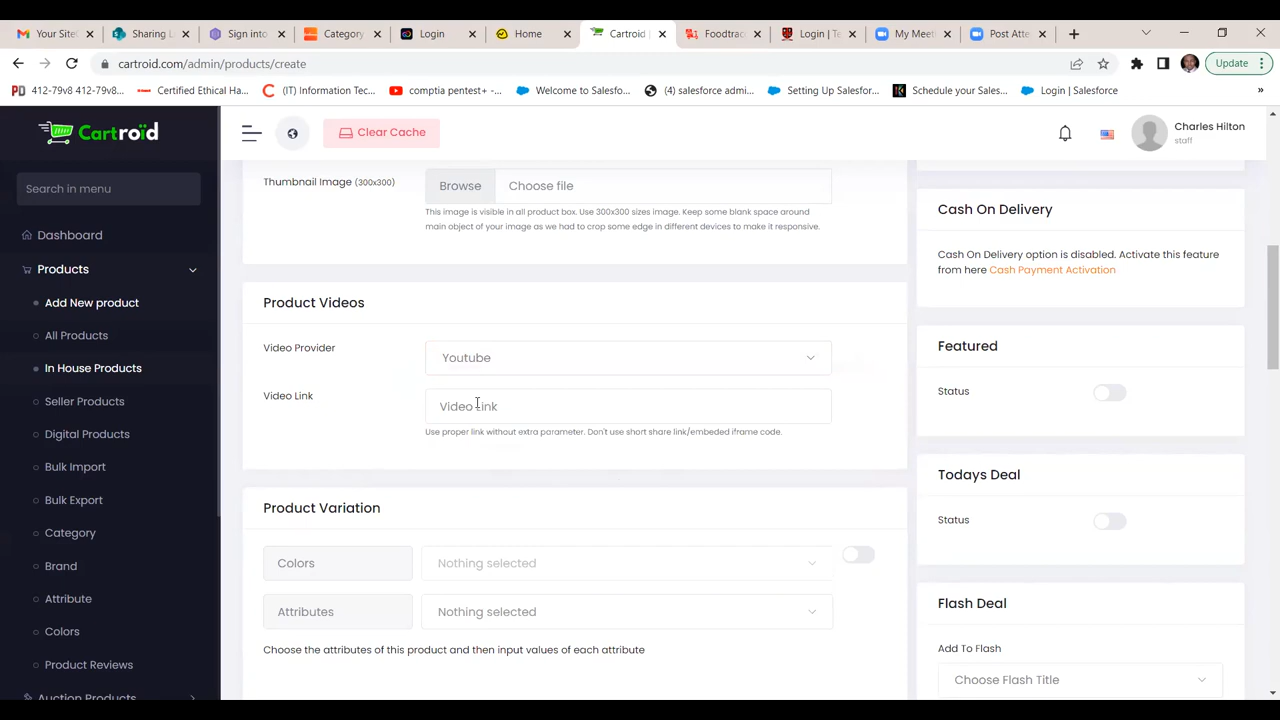 Your Site
Sharing L
Sign into
Category
Login
Home
Cartroid
Foodtrac
Login | Te
My Meeti
Post Atte
cartroid.com/admin/products/create
Update
412-79v8 412-79v8...
Certified Ethical Ha...
(IT) Information Tec...
comptia pentest+ -...
Welcome to Salesfo...
(4) salesforce admi...
Setting Up Salesfor...
Schedule your Sales...
Login | Salesforce
»
Cartroïd
Clear Cache
Charles Hilton
staff
Search in menu
Dashboard
Products
Add New product
All Products
In House Products
Seller Products
Digital Products
Bulk Import
Bulk Export
Category
Brand
Attribute
Colors
Product Reviews
Auction Products
Thumbnail Image (300x300)
Browse
Choose file
This image is visible in all product box. Use 300x300 sizes image. Keep some blank space around
main object of your image as we had to crop some edge in different devices to make it responsive.
Product Videos
Video Provider
Youtube
Video Link
Video Link
Use proper link without extra parameter. Don't use short share link/embeded iframe code.
Product Variation
Colors
Nothing selected
Attributes
Nothing selected
Choose the attributes of this product and then input values of each attribute
Cash On Delivery
Cash On Delivery option is disabled. Activate this feature
from here Cash Payment Activation
Featured
Status
Todays Deal
Status
Flash Deal
Add To Flash
Choose Flash Title